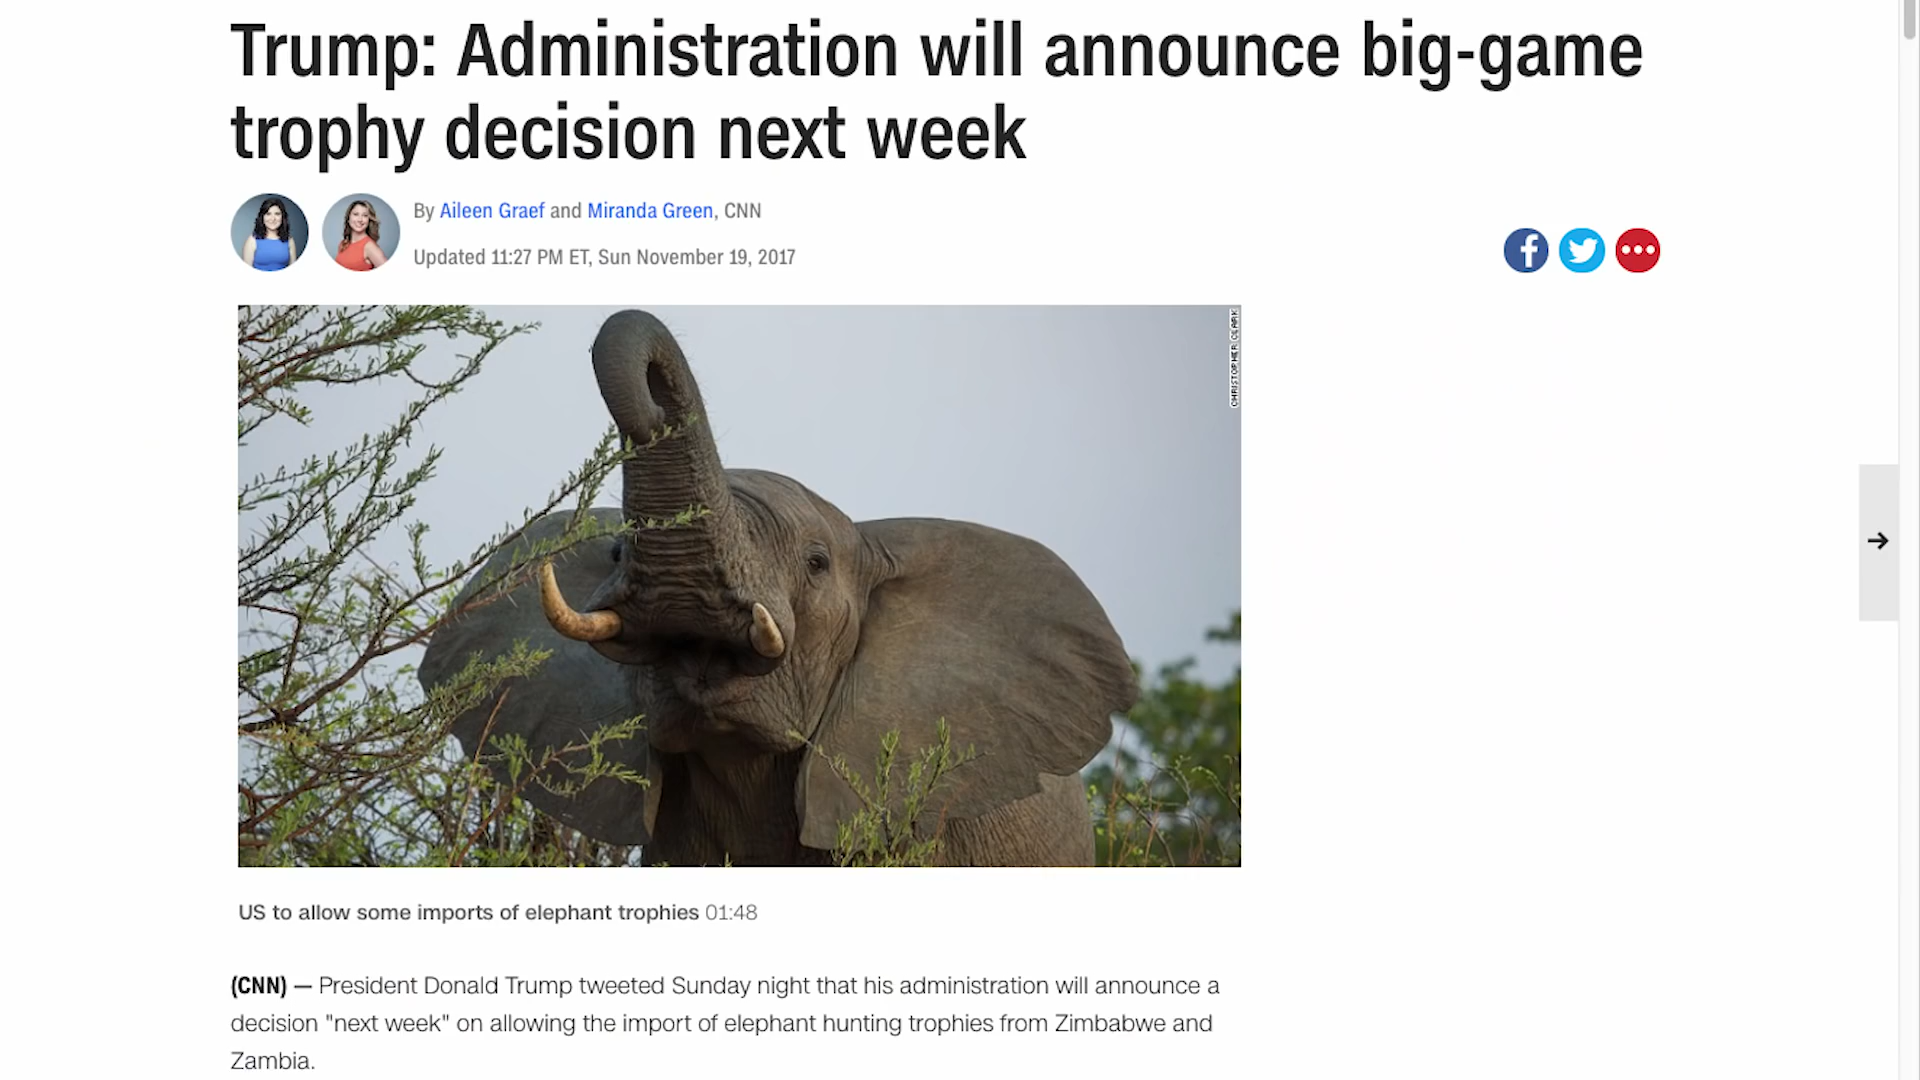 Trump: Administration will announce big-game
trophy decision next week
By Aileen Graef and Miranda Green, CNN
Updated 11:27 PM ET, Sun November 19, 2017
CHRISTOPHER CLARK
US to allow some imports of elephant trophies 01:48
(CNN) — President Donald Trump tweeted Sunday night that his administration will announce a
decision "next week" on allowing the import of elephant hunting trophies from Zimbabwe and
Zambia.